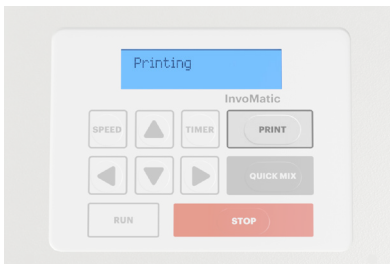 Printing
InvoMatic
SPEED
TIMER
PRINT
QUICK MIX
RUN
STOP